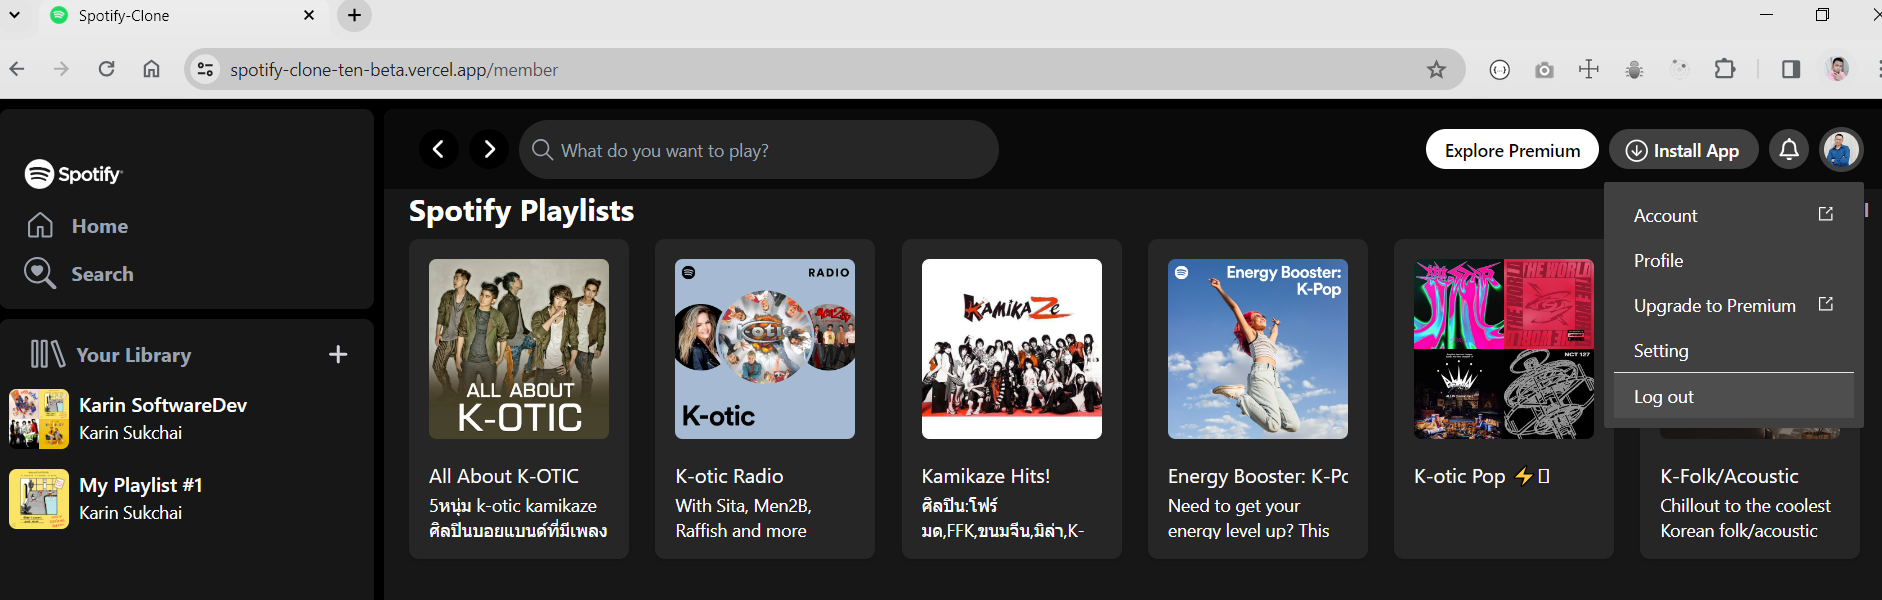 Spotify-Clone
spotify-clone-ten-beta.vercel.app/member
Spotify
Home
Search
Your Library
Karin SoftwareDev
Karin Sukchai
My Playlist #1
Karin Sukchai
What do you want to play?
Explore Premium
Install App
Account
Profile
Upgrade to Premium
Setting
Log out
Spotify Playlists
ALL ABOUT
K-OTIC
All About K-OTIC
5หนุ่ม k-otic kamikaze
ศิลปินบอยแบนด์ที่มีเพลง
RADIO
K-otic
K-otic
K-otic Radio
With Sita, Men2B,
Raffish and more
KAMIKAZE
Kamikaze Hits!
ศิลปิน:โฟร์
มด,FFK,ขนมจีน,มิล่า,K-
Energy Booster:
K-Pop
Energy Booster: K-Po
Need to get your
energy level up? This
THE WORLD
NCT 127
K-otic Pop ⚡
K-Folk/Acoustic
Chillout to the coolest
Korean folk/acoustic